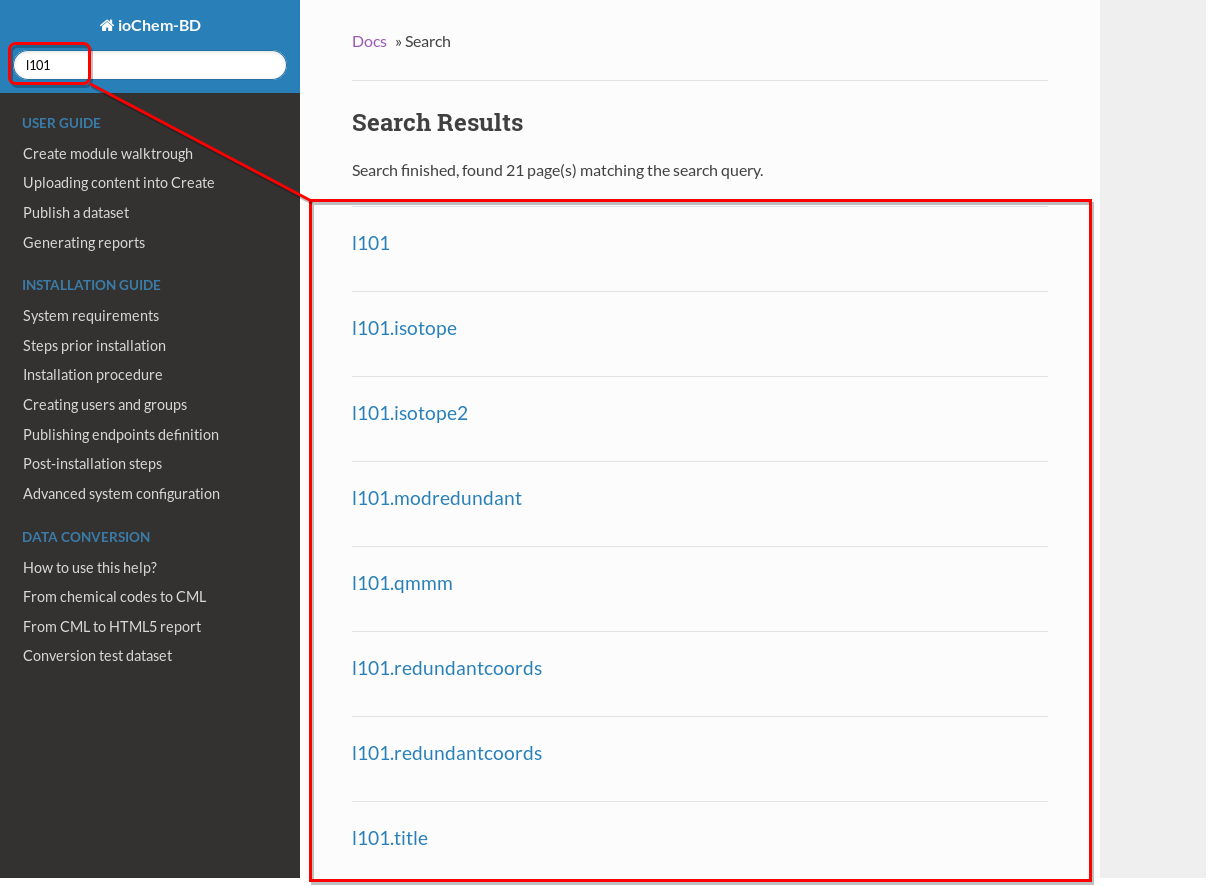 ioChem-BD
l101
USER GUIDE
Create module walktrough
Uploading content into Create
Publish a dataset
Generating reports
INSTALLATION GUIDE
System requirements
Steps prior installation
Installation procedure
Creating users and groups
Publishing endpoints definition
Post-installation steps
Advanced system configuration
DATA CONVERSION
How to use this help?
From chemical codes to CML
From CML to HTML5 report
Conversion test dataset
Docs » Search
Search Results
Search finished, found 21 page(s) matching the search query.
l101
l101.isotope
l101.isotope2
l101.modredundant
l101.qmmm
l101.redundantcoords
l101.redundantcoords
l101.title